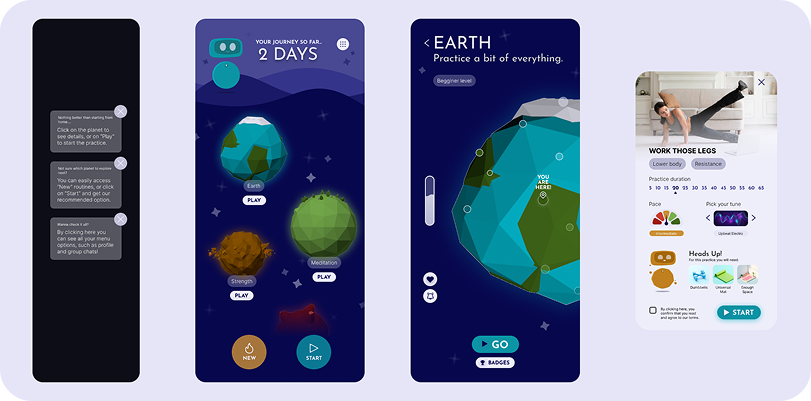 Nothing better than starting from
home...
Click on the planet to
see details, or on "Play"
to start the practice.
Not sure which planet to explore
next?
You can easily access
"New" routines, or click
on "Start" and get our
recommended option.
Wanna check it all?
By clicking here you
can see all your menu
options, such as profile
and group chats!
YOUR JOURNEY SO FAR..
2 DAYS
Earth
PLAY
Meditation
PLAY
Strength
PLAY
NEW
START
EARTH
Practice a bit of everything.
Begginer level
YOU
ARE
HERE!
GO
BADGES
WORK THOSE LEGS
Lower body
Resistance
Practice duration
5 10 15 20 25 30 35 40 45 50 55 60 65
Pace
Pick your tune
Intermediate
Upbeat Electro
Heads Up!
For this practice you will need:
Dumbbells
Universal
Mat
Enough
Space
By clicking here, you
confirm that you read
and agree to our terms.
START